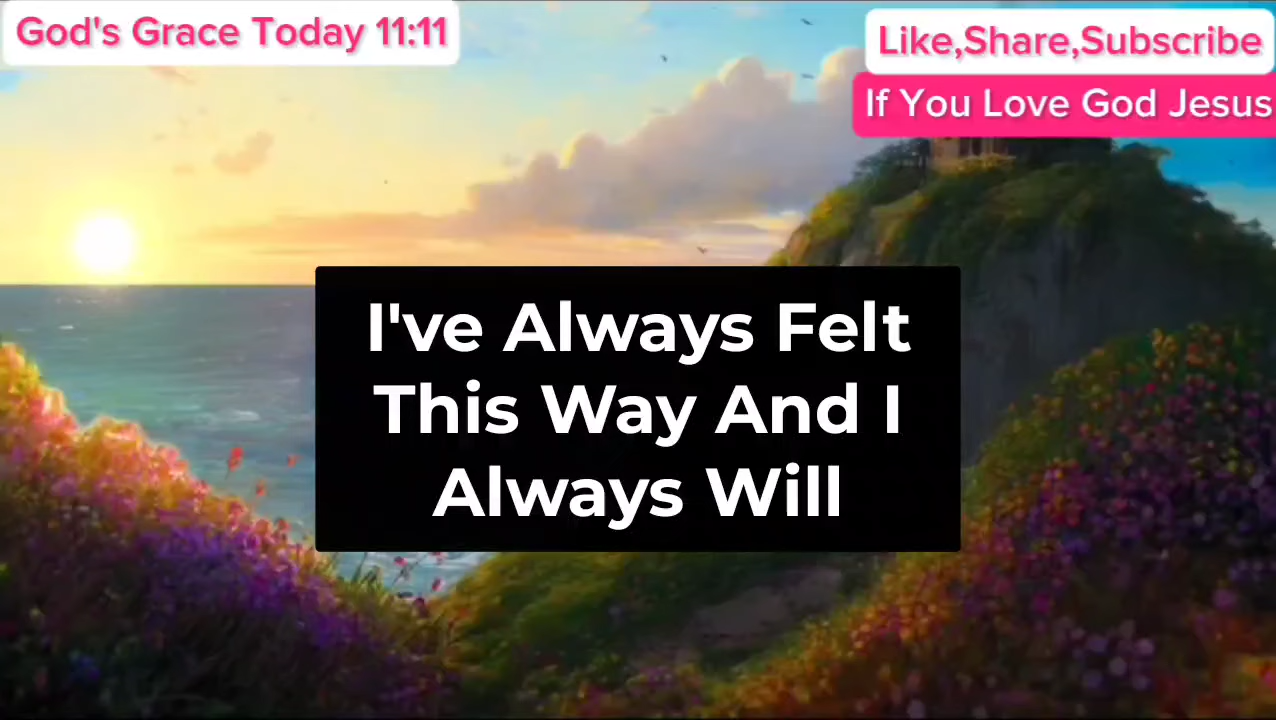 God's Grace Today 11:11
Like,Share,Subscribe
If You Love God Jesus
I've Always Felt
This Way And I
Always Will